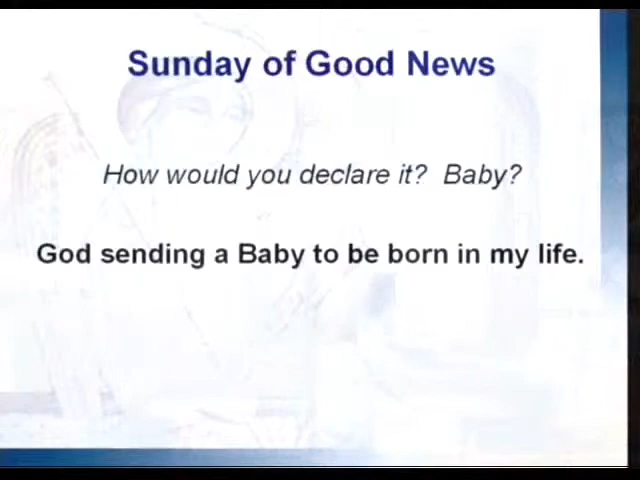 Sunday of Good News
How would you declare it?  Baby?
God sending a Baby to be born in my life.